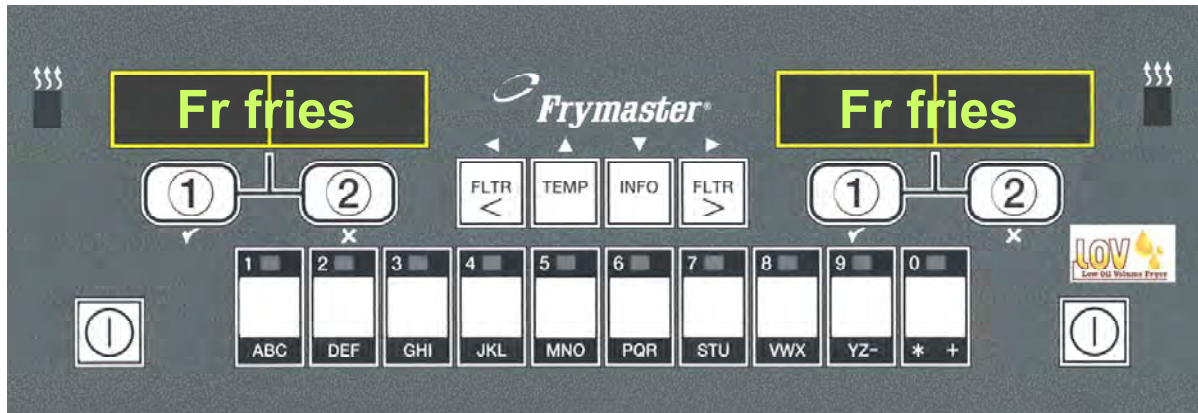 Fr fries Fr fries
Frymaster®
FLTR < TEMP INFO FLTR >
1 2 1 2
1 2 3 4 5 6 7 8 9 0
LOV
Low Oil Volume Fryer
ABC DEF GHI JKL MNO PQR STU VWX YZ- * +